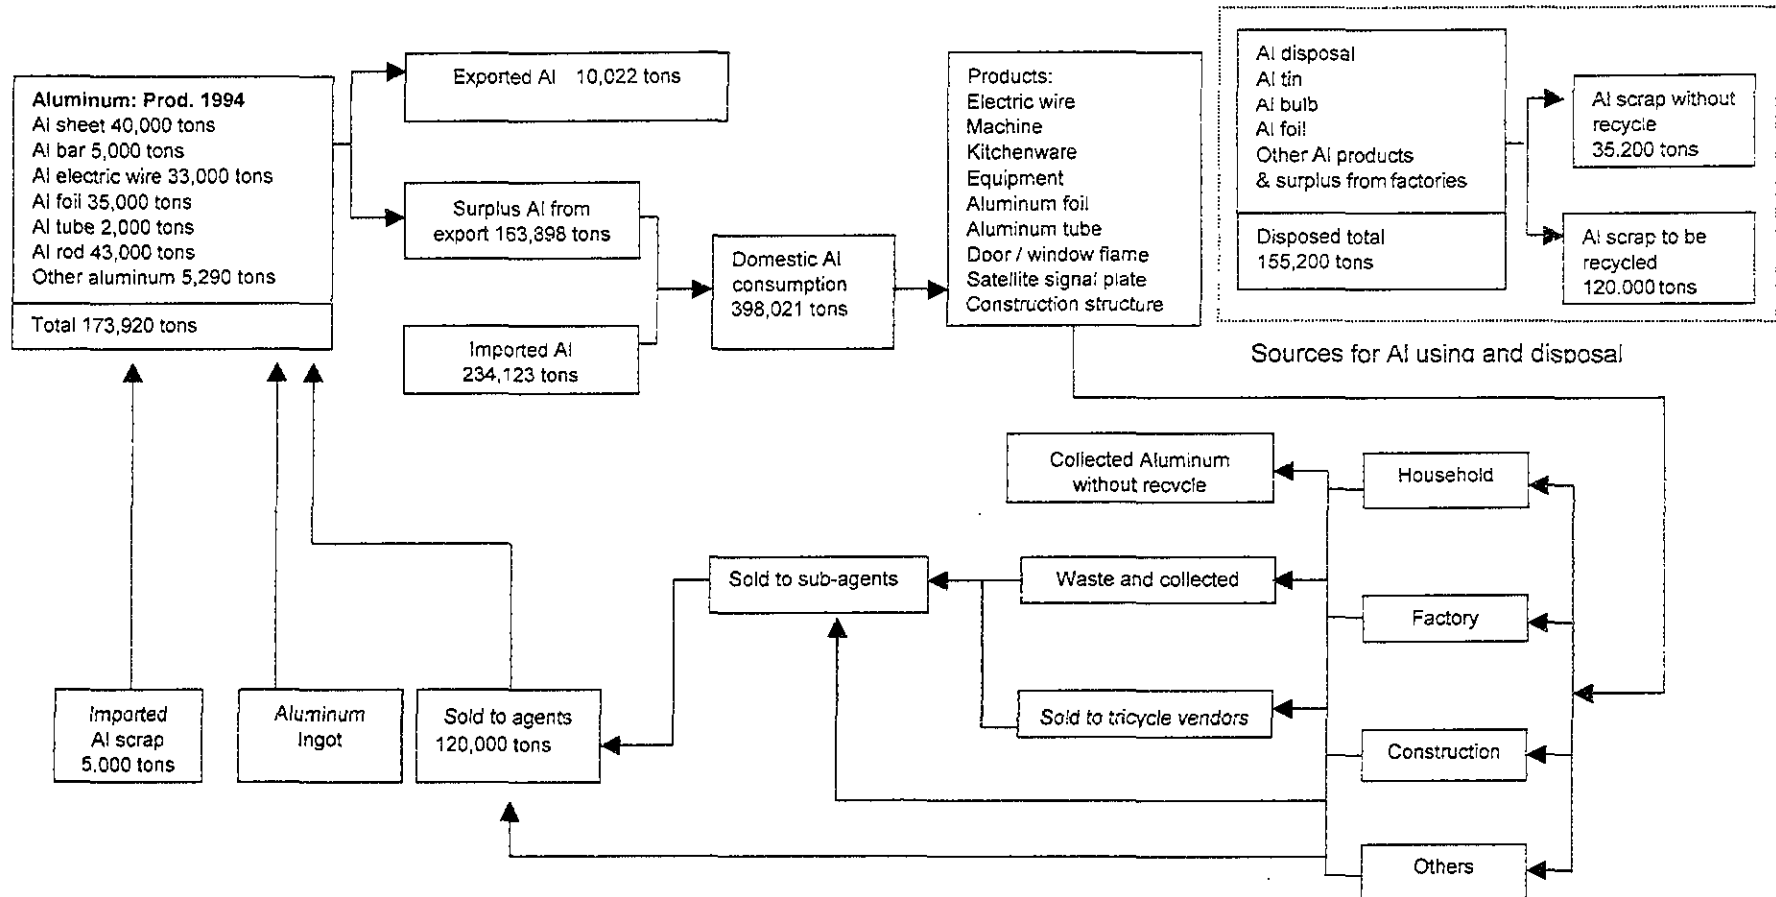 Aluminum: Prod. 1994
Al sheet 40,000 tons
Al bar 5,000 tons
Al electric wire 33,000 tons
Al foil 35,000 tons
Al tube 2,000 tons
Al rod 43,000 tons
Other aluminum 5,290 tons
Total 173,920 tons
Exported Al 10,022 tons
Surplus Al from
export 163,898 tons
Imported Al
234,123 tons
Domestic Al
consumption
398,021 tons
Products:
Electric wire
Machine
Kitchenware
Equipment
Aluminum foil
Aluminum tube
Door / window flame
Satellite signal plate
Construction structure
Al disposal
Al tin
Al bulb
Al foil
Other Al products
& surplus from factories
Disposed total
155,200 tons
Al scrap without
recycle
35.200 tons
Al scrap to be
recycled
120.000 tons
Sources for Al using and disposal
Collected Aluminum
without recycle
Household
Sold to sub-agents
Waste and collected
Factory
Sold to tricycle vendors
Construction
Others
Imported
Al scrap
5.000 tons
Aluminum
Ingot
Sold to agents
120,000 tons